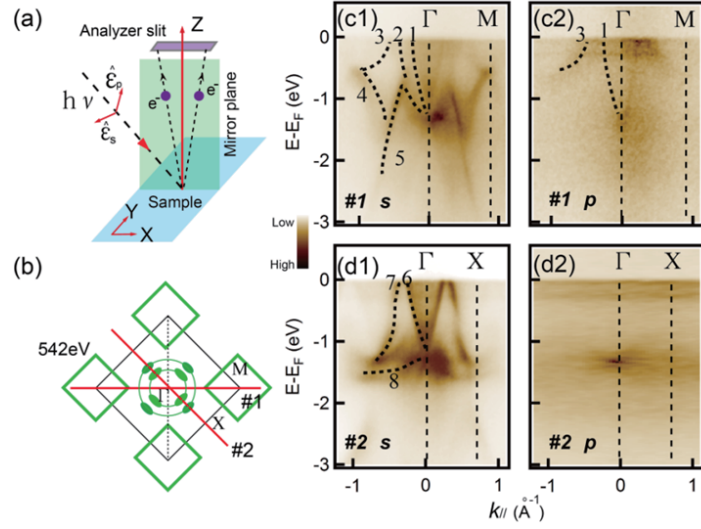 (a)
Analyzer slit
Z
hν
ε̂p
ε̂s
e-
e-
Mirror plane
Sample
Y
X
(b)
542eV
M
Γ
#1
X
#2
Low
High
(c1)
Γ
M
3
2
1
4
5
0
-1
-2
-3
E-EF (eV)
#1 s
(c2)
Γ
M
3
1
#1 p
(d1)
Γ
X
7
6
8
0
-1
-2
-3
E-EF (eV)
#2 s
-1
0
1
(d2)
Γ
X
#2 p
-1
0
1
k// (Å-1)